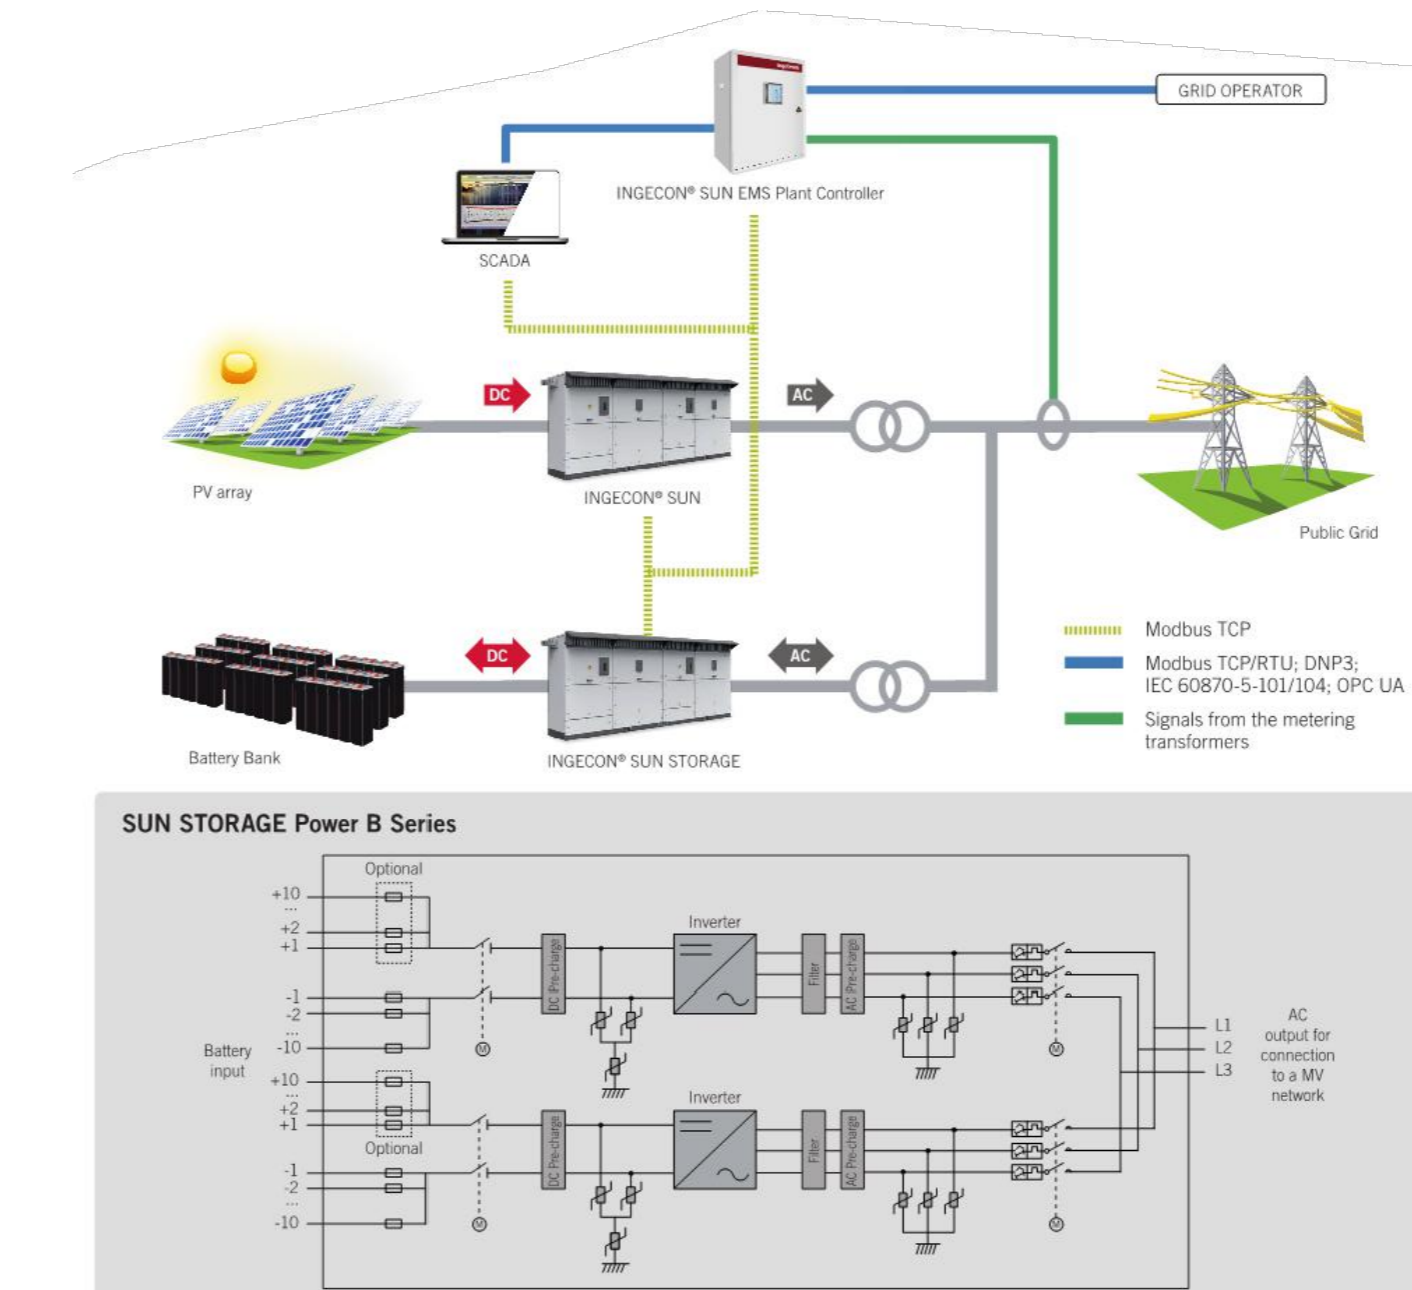 GRID OPERATOR
INGECON® SUN EMS Plant Controller
SCADA
DC
AC
PV array
INGECON® SUN
Public Grid
DC
AC
Battery Bank
INGECON® SUN STORAGE
Modbus TCP
Modbus TCP/RTU; DNP3;
IEC 60870-5-101/104; OPC UA
Signals from the metering
transformers
SUN STORAGE Power B Series
Optional
+10
...
+2
+1
-1
-2
...
-10
Battery
input
+10
...
+2
+1
Optional
-1
-2
...
-10
DC Pre-charge
Inverter
Filter
AC Pre-charge
M
M
DC Pre-charge
Inverter
Filter
AC Pre-charge
M
M
L1
L2
L3
AC
output for
connection
to a MV
network